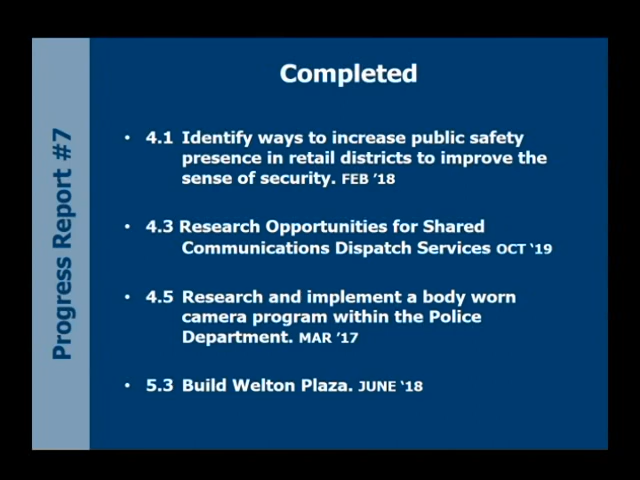 Completed
Progress Report #7
• 4.1 Identify ways to increase public safety
presence in retail districts to improve the
sense of security. FEB '18
• 4.3 Research Opportunities for Shared
Communications Dispatch Services OCT '19
• 4.5 Research and implement a body worn
camera program within the Police
Department. MAR '17
• 5.3 Build Welton Plaza. JUNE '18